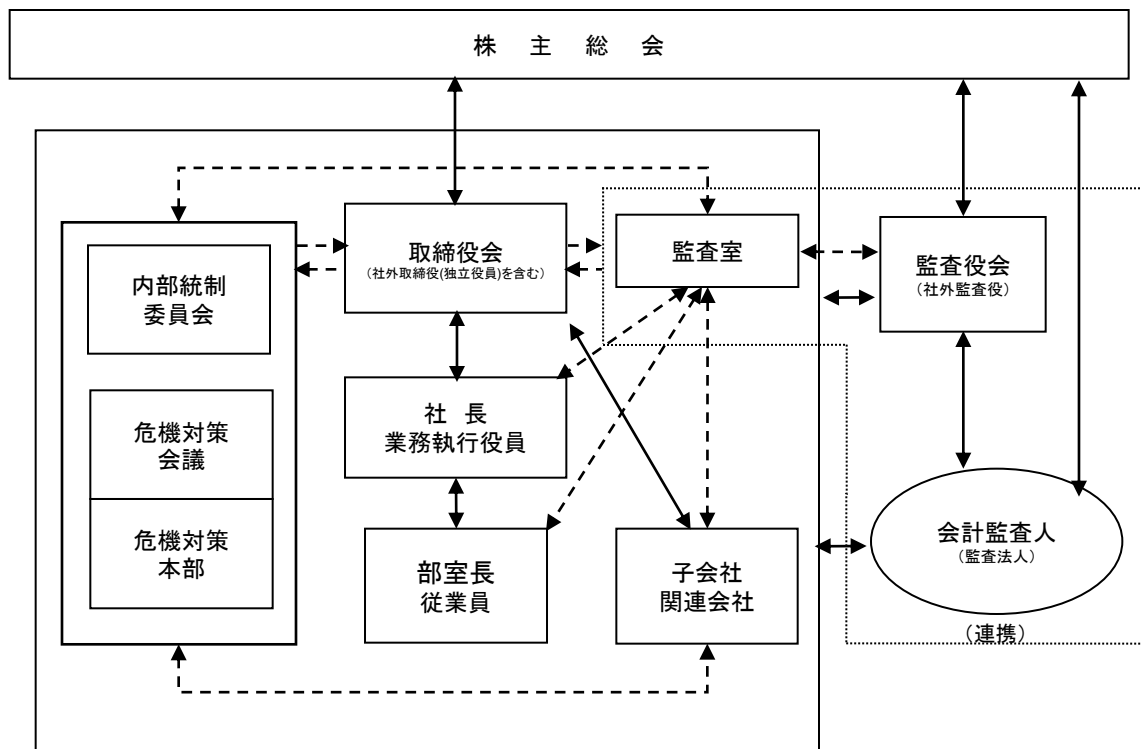 株 主 総 会
取締役会
（社外取締役(独立役員)を含む）
監査室
監査役会
（社外監査役）
内部統制
委員会
社 長
業務執行役員
危機対策
会議
危機対策
本部
部室長
従業員
子会社
関連会社
会計監査人
（監査法人）
（連携）